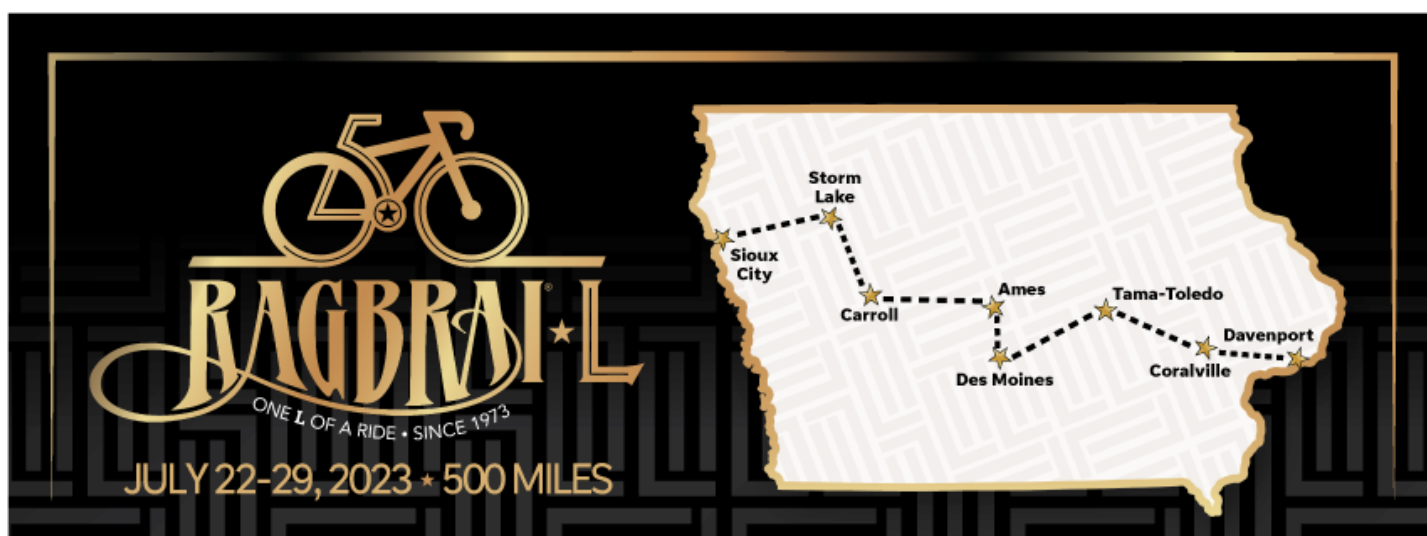 RAGBRAI® ★ L
ONE L OF A RIDE • SINCE 1973
JULY 22-29, 2023 ★ 500 MILES
Storm
Lake
Sioux
City
Carroll
Ames
Des Moines
Tama-Toledo
Coralville
Davenport